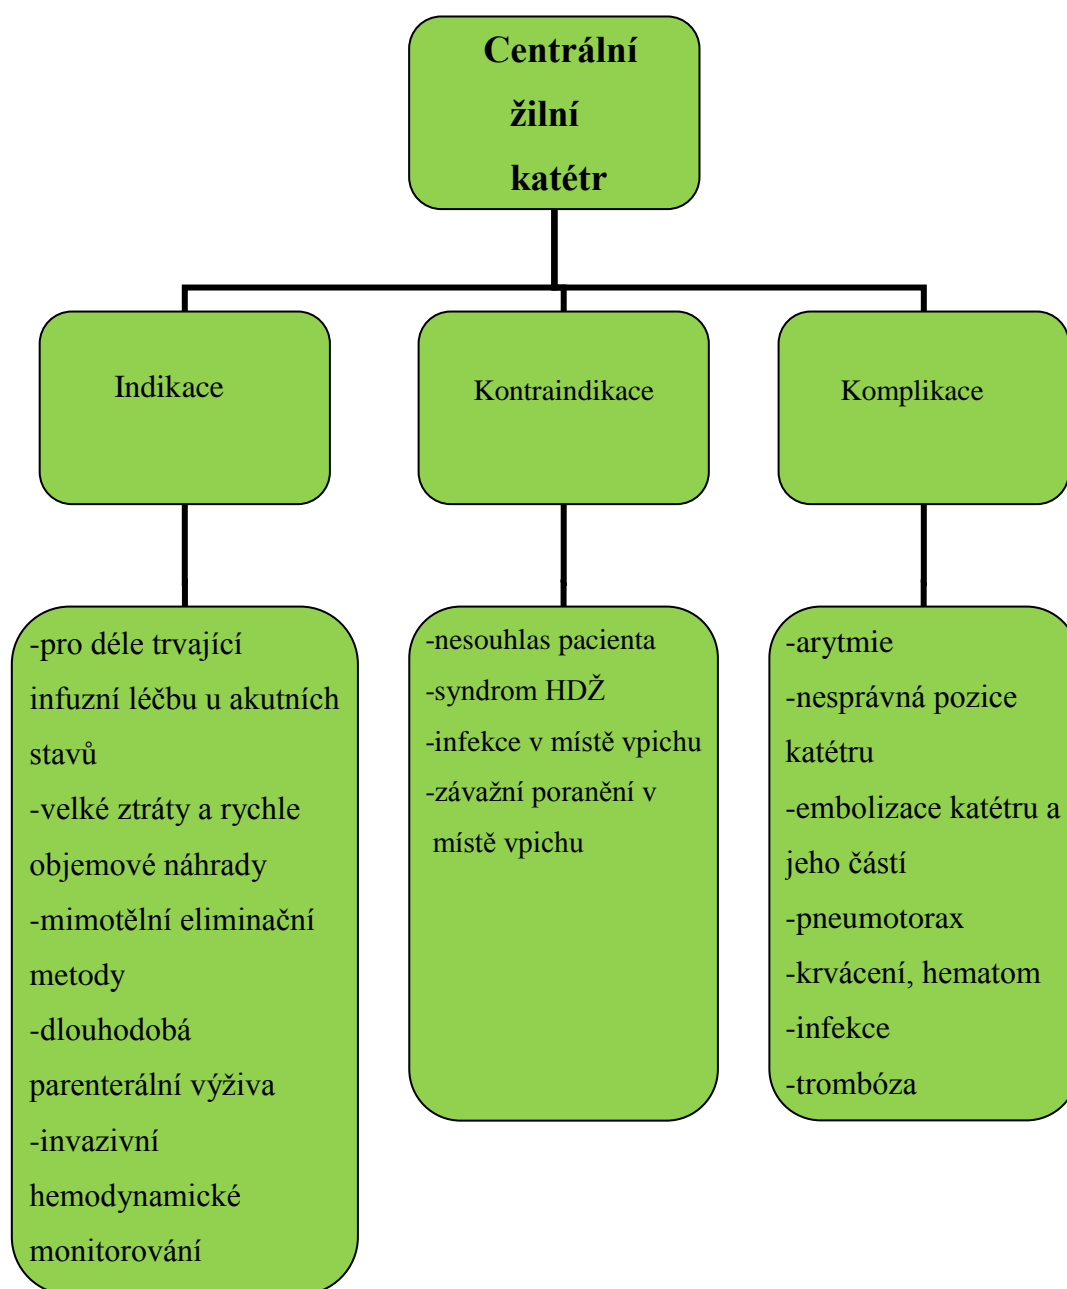 Centrální
žilní
katétr
Indikace
Kontraindikace
Komplikace
-pro déle trvající
infuzní léčbu u akutních
stavů
-velké ztráty a rychle
objemové náhrady
-mimotělní eliminační
metody
-dlouhodobá
parenterální výživa
-invazivní
hemodynamické
monitorování
-nesouhlas pacienta
-syndrom HDŽ
-infekce v místě vpichu
-závažní poranění v
místě vpichu
-arytmie
-nesprávná pozice
katétru
-embolizace katétru a
jeho částí
-pneumotorax
-krvácení, hematom
-infekce
-trombóza